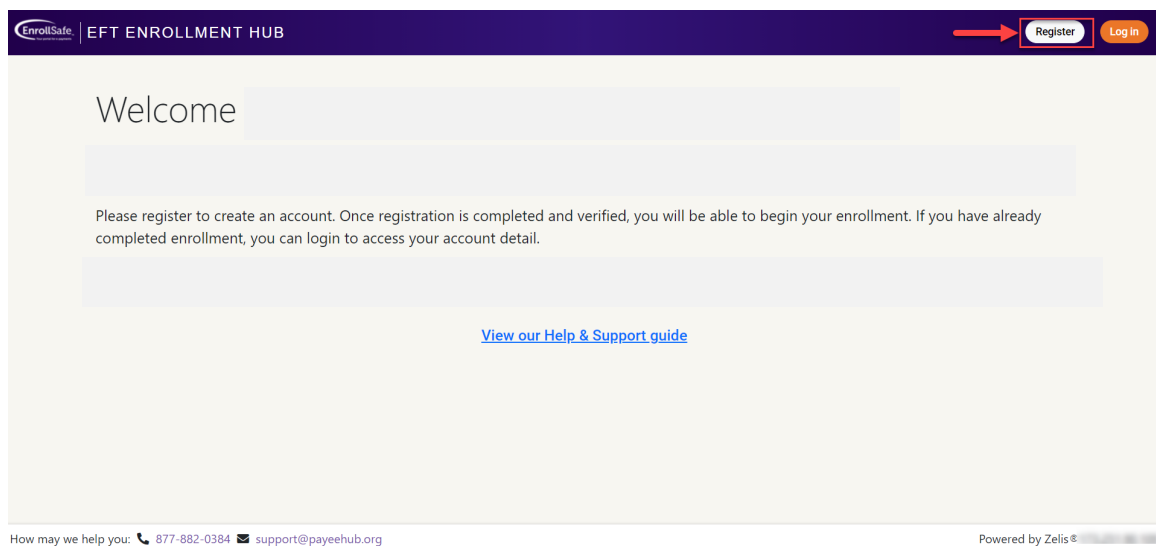 EnrollSafe
EFT ENROLLMENT HUB
Register
Log in
Welcome
Please register to create an account. Once registration is completed and verified, you will be able to begin your enrollment. If you have already
completed enrollment, you can login to access your account detail.
View our Help & Support guide
How may we help you: 877-882-0384 support@payeehub.org
Powered by Zelis®